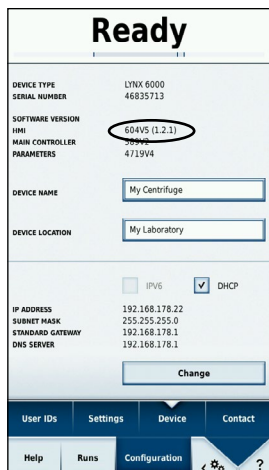 Ready
DEVICE TYPE LYNX 6000
SERIAL NUMBER 46835713
SOFTWARE VERSION
HMI 604V5 (1.2.1)
MAIN CONTROLLER 389V2
PARAMETERS 4719V4
DEVICE NAME My Centrifuge
DEVICE LOCATION My Laboratory
IPV6 DHCP
IP ADDRESS 192.168.178.22
SUBNET MASK 255.255.255.0
STANDARD GATEWAY 192.168.178.1
DNS SERVER 192.168.178.1
Change
User IDs Settings Device Contact
Help Runs Configuration ?